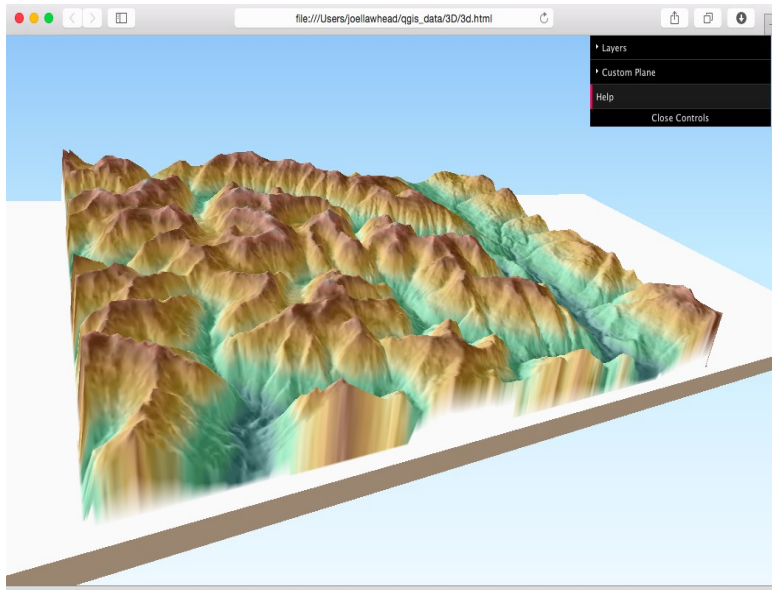 file:///Users/joellawhead/qgis_data/3D/3d.html
Layers
Custom Plane
Help
Close Controls